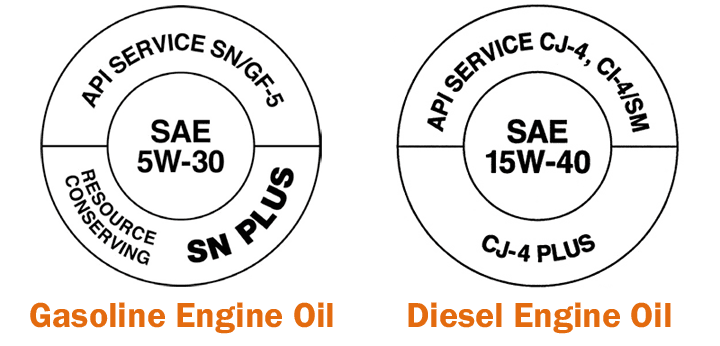 API SERVICE SN/GF-5
SAE
5W-30
RESOURCE
CONSERVING
SN PLUS
Gasoline Engine Oil
API SERVICE CJ-4, CI-4/SM
SAE
15W-40
CJ-4 PLUS
Diesel Engine Oil